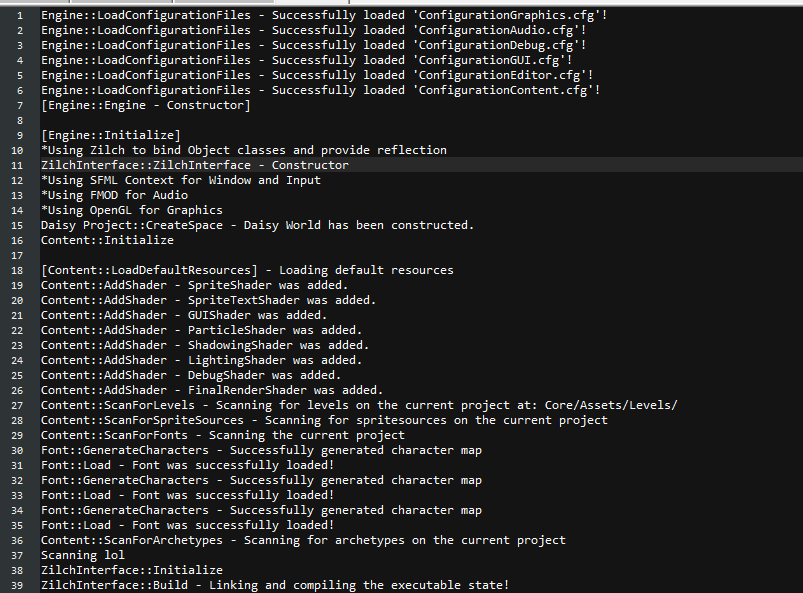 1 Engine::LoadConfigurationFiles - Successfully loaded 'ConfigurationGraphics.cfg'!
2 Engine::LoadConfigurationFiles - Successfully loaded 'ConfigurationAudio.cfg'!
3 Engine::LoadConfigurationFiles - Successfully loaded 'ConfigurationDebug.cfg'!
4 Engine::LoadConfigurationFiles - Successfully loaded 'ConfigurationGUI.cfg'!
5 Engine::LoadConfigurationFiles - Successfully loaded 'ConfigurationEditor.cfg'!
6 Engine::LoadConfigurationFiles - Successfully loaded 'ConfigurationContent.cfg'!
7 [Engine::Engine - Constructor]
8
9 [Engine::Initialize]
10 *Using Zilch to bind Object classes and provide reflection
11 ZilchInterface::ZilchInterface - Constructor
12 *Using SFML Context for Window and Input
13 *Using FMOD for Audio
14 *Using OpenGL for Graphics
15 Daisy Project::CreateSpace - Daisy World has been constructed.
16 Content::Initialize
17
18 [Content::LoadDefaultResources] - Loading default resources
19 Content::AddShader - SpriteShader was added.
20 Content::AddShader - SpriteTextShader was added.
21 Content::AddShader - GUIShader was added.
22 Content::AddShader - ParticleShader was added.
23 Content::AddShader - ShadowingShader was added.
24 Content::AddShader - LightingShader was added.
25 Content::AddShader - DebugShader was added.
26 Content::AddShader - FinalRenderShader was added.
27 Content::ScanForLevels - Scanning for levels on the current project at: Core/Assets/Levels/
28 Content::ScanForSpriteSources - Scanning for spritesources on the current project
29 Content::ScanForFonts - Scanning the current project
30 Font::GenerateCharacters - Successfully generated character map
31 Font::Load - Font was successfully loaded!
32 Font::GenerateCharacters - Successfully generated character map
33 Font::Load - Font was successfully loaded!
34 Font::GenerateCharacters - Successfully generated character map
35 Font::Load - Font was successfully loaded!
36 Content::ScanForArchetypes - Scanning for archetypes on the current project
37 Scanning lol
38 ZilchInterface::Initialize
39 ZilchInterface::Build - Linking and compiling the executable state!